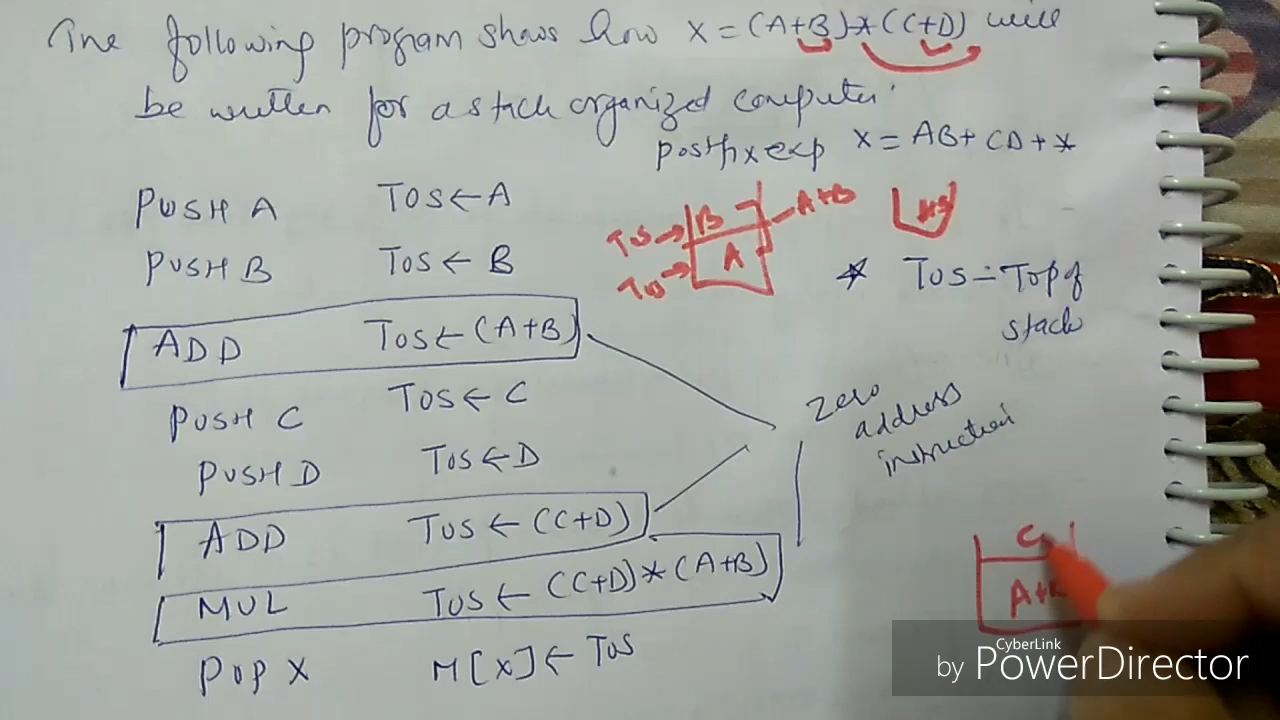 The following program shows how X = (A+B)*(C+D) will
be written for a stack organized computer.
postfix exp X = AB+ CD+*
PUSH A TOS ← A
PUSH B TOS ← B
ADD TOS ← (A+B)
PUSH C TOS ← C
PUSH D TOS ← D
ADD TOS ← (C+D)
MUL TOS ← (C+D)*(A+B)
POP X M[X] ← TOS
TOS → B A+B
TOS → A
* TOS = Top of
stack
Zero
address
instruction
C
CyberLink
by PowerDirector